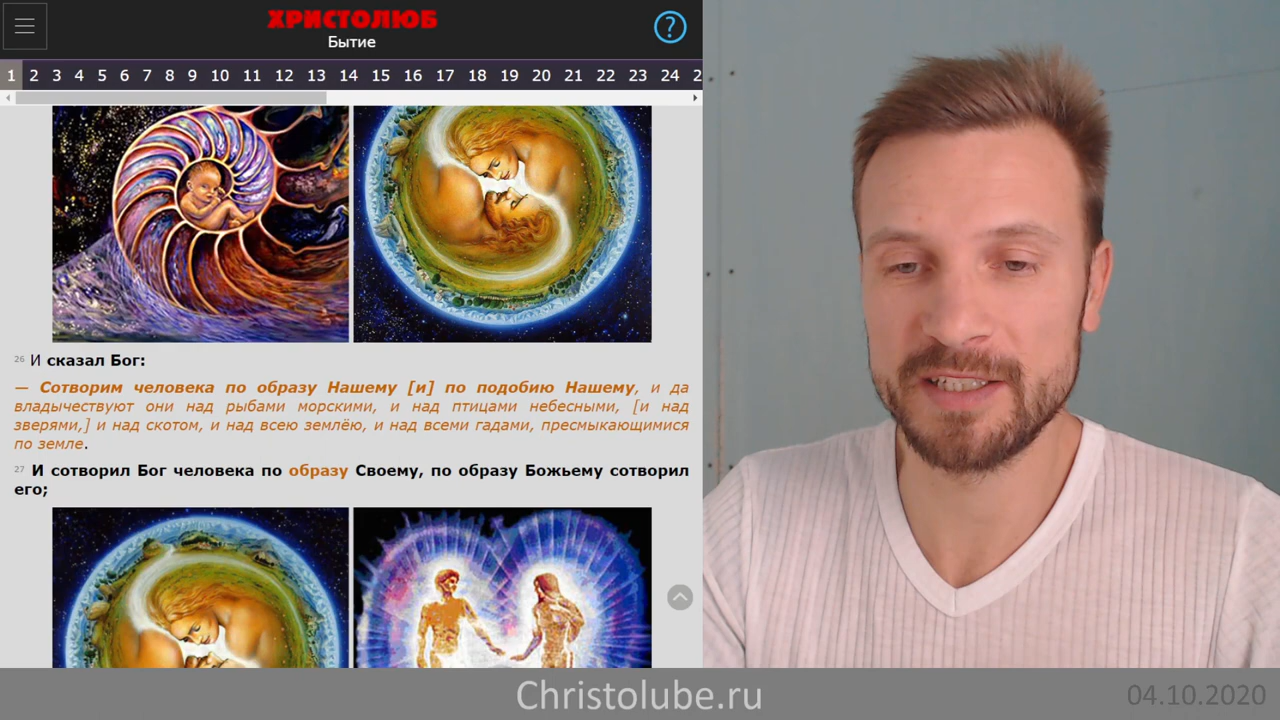 ХРИСТОЛЮБ
Бытие
?
1 2 3 4 5 6 7 8 9 10 11 12 13 14 15 16 17 18 19 20 21 22 23 24 2
26 И сказал Бог:
— Сотворим человека по образу Нашему [и] по подобию Нашему, и да
владычествуют они над рыбами морскими, и над птицами небесными, [и над
зверями,] и над скотом, и над всею землёю, и над всеми гадами, пресмыкающимися
по земле.
27 И сотворил Бог человека по образу Своему, по образу Божьему сотворил
его;
Christolube.ru
04.10.2020